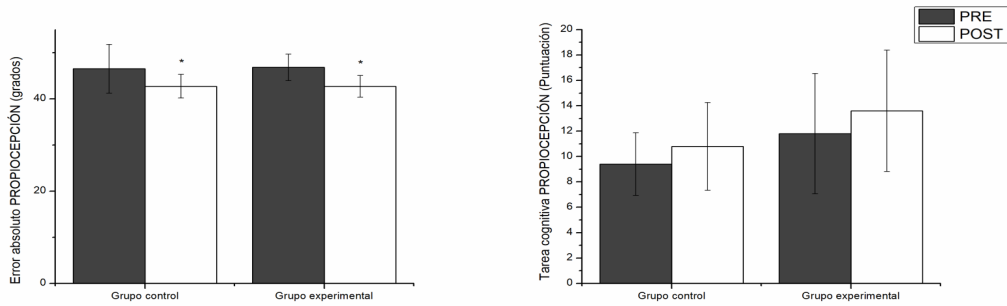 Error absoluto PROPIOCEPCIÓN (grados)
40
20
0
*
*
Grupo control
Grupo experimental
PRE
POST
Tarea cognitiva PROPIOCEPCIÓN (Puntuación)
20
18
16
14
12
10
8
6
4
2
0
Grupo control
Grupo experimental